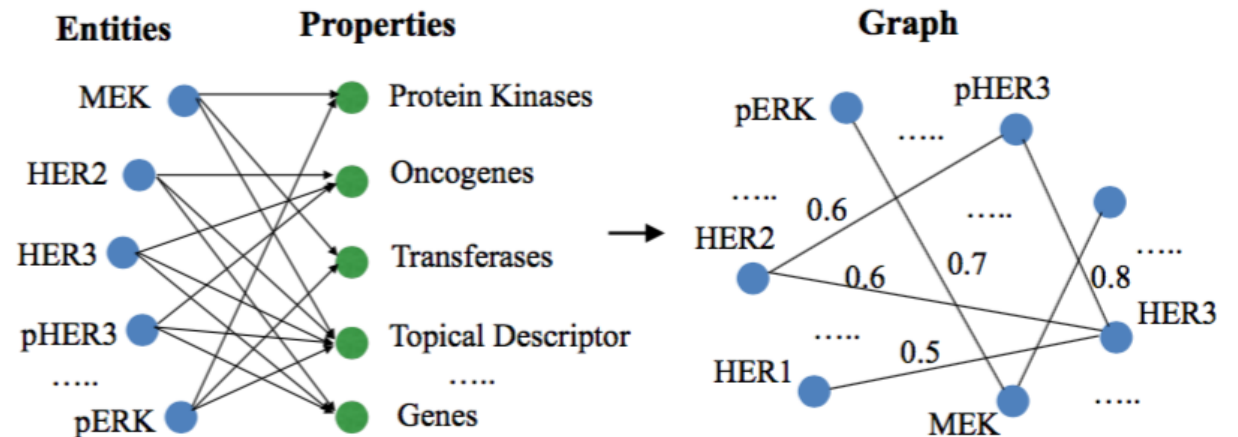 Entities
Properties
Graph
MEK
HER2
HER3
pHER3
…..
pERK
Protein Kinases
Oncogenes
Transferases
Topical Descriptor
…..
Genes
pERK
pHER3
…..
…..
0.6
…..
HER2
0.6
0.7
…..
0.8
HER3
…..
0.5
HER1
MEK
…..